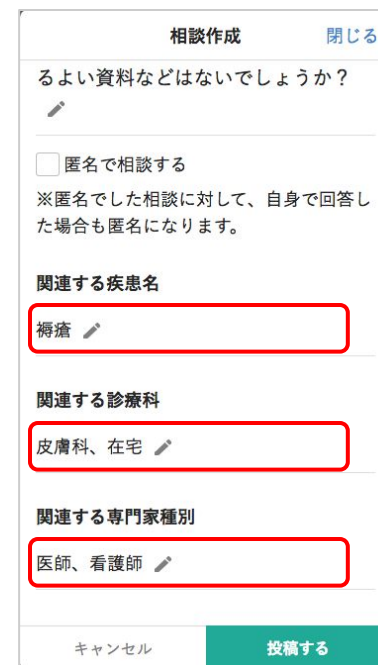 相談作成 閉じる
るよい資料などはないでしょうか？
匿名で相談する
※匿名でした相談に対して、自身で回答し
た場合も匿名になります。
関連する疾患名
褥瘡
関連する診療科
皮膚科、在宅
関連する専門家種別
医師、看護師
キャンセル 投稿する